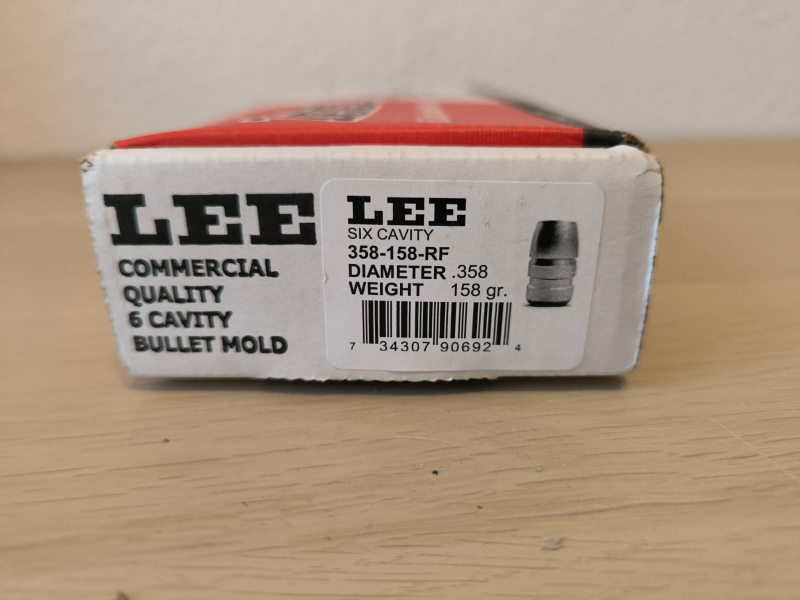 LEE
COMMERCIAL
QUALITY
6 CAVITY
BULLET MOLD
LEE
SIX CAVITY
358-158-RF
DIAMETER .358
WEIGHT 158 gr.
7 34307 90692 4